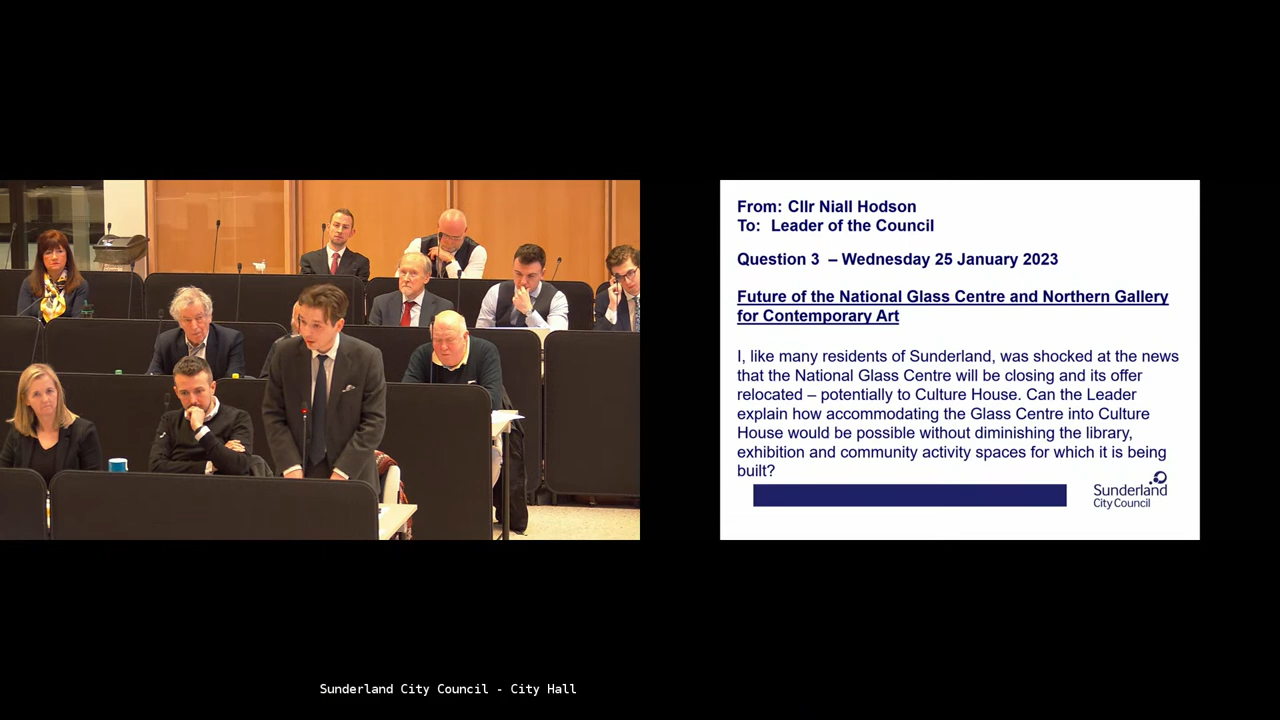 From: Cllr Niall Hodson
To: Leader of the Council
Question 3 – Wednesday 25 January 2023
Future of the National Glass Centre and Northern Gallery
for Contemporary Art
I, like many residents of Sunderland, was shocked at the news
that the National Glass Centre will be closing and its offer
relocated – potentially to Culture House. Can the Leader
explain how accommodating the Glass Centre into Culture
House would be possible without diminishing the library,
exhibition and community activity spaces for which it is being
built?
Sunderland
City Council
Sunderland City Council - City Hall